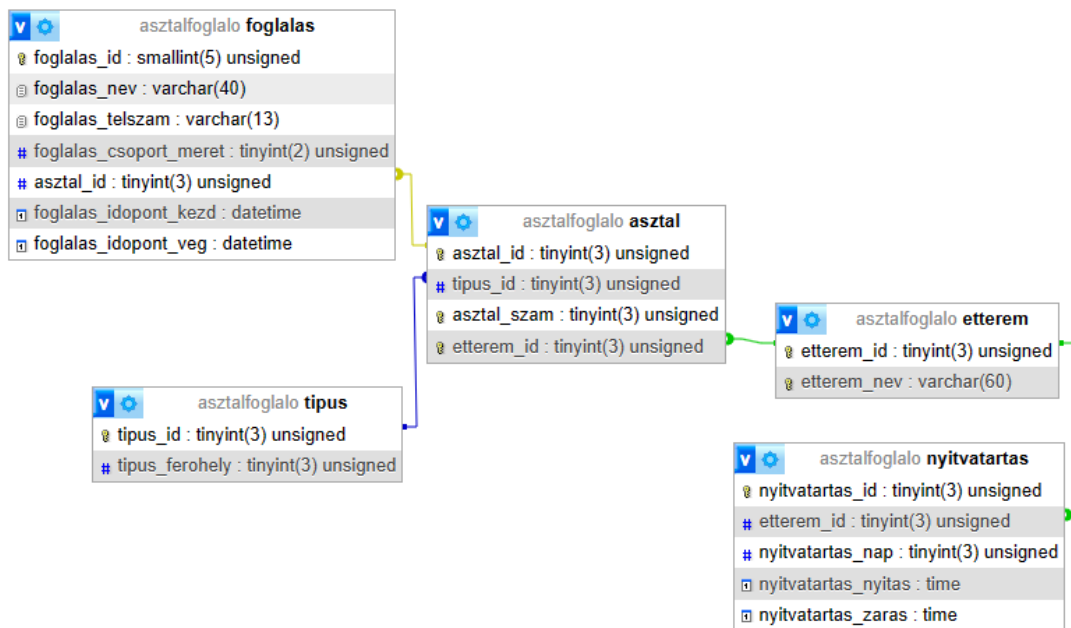 asztalfoglalo foglalas
foglalas_id : smallint(5) unsigned
foglalas_nev : varchar(40)
foglalas_telszam : varchar(13)
# foglalas_csoport_meret : tinyint(2) unsigned
# asztal_id : tinyint(3) unsigned
foglalas_idopont_kezd : datetime
foglalas_idopont_veg : datetime
asztalfoglalo asztal
asztal_id : tinyint(3) unsigned
# tipus_id : tinyint(3) unsigned
asztal_szam : tinyint(3) unsigned
etterem_id : tinyint(3) unsigned
asztalfoglalo etterem
etterem_id : tinyint(3) unsigned
etterem_nev : varchar(60)
asztalfoglalo tipus
tipus_id : tinyint(3) unsigned
# tipus_ferohely : tinyint(3) unsigned
asztalfoglalo nyitvatartas
nyitvatartas_id : tinyint(3) unsigned
# etterem_id : tinyint(3) unsigned
# nyitvatartas_nap : tinyint(3) unsigned
nyitvatartas_nyitas : time
nyitvatartas_zaras : time